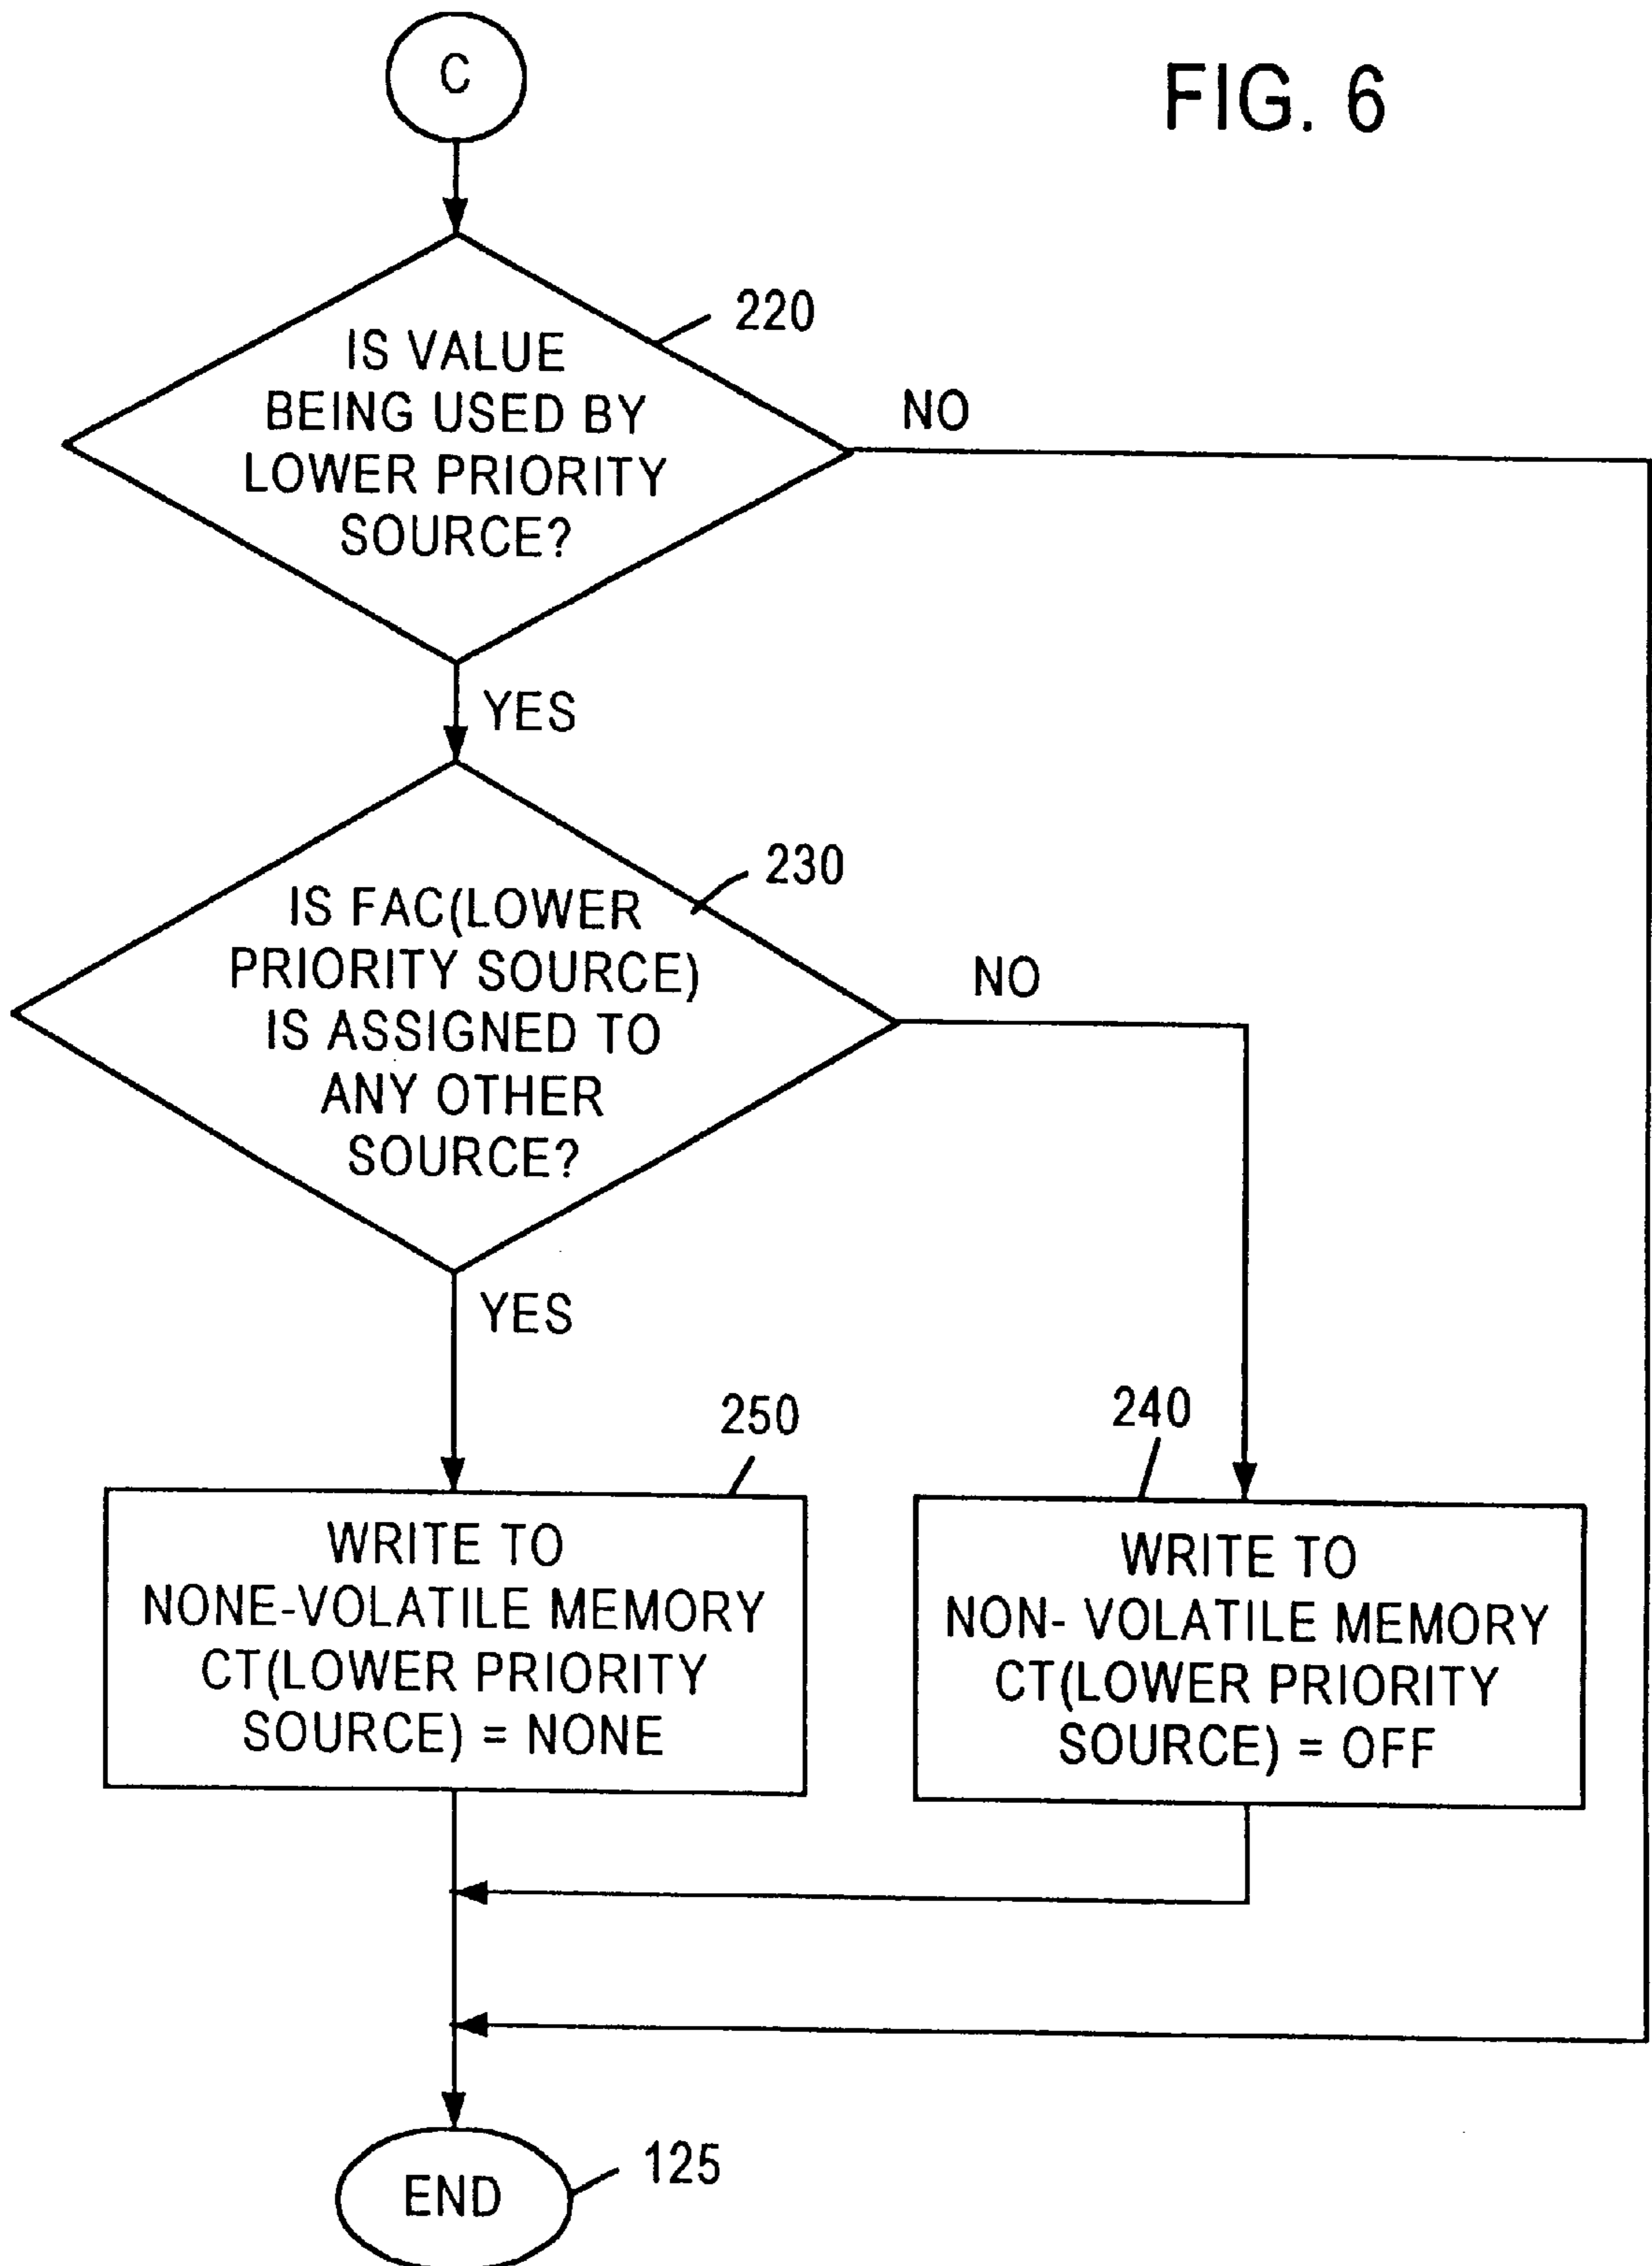 C
FIG. 6
220
IS VALUE
BEING USED BY
LOWER PRIORITY
SOURCE?
NO
YES
230
IS FAC(LOWER
PRIORITY SOURCE)
IS ASSIGNED TO
ANY OTHER
SOURCE?
NO
YES
250
WRITE TO
NONE-VOLATILE MEMORY
CT(LOWER PRIORITY
SOURCE) = NONE
240
WRITE TO
NON- VOLATILE MEMORY
CT(LOWER PRIORITY
SOURCE) = OFF
END
125